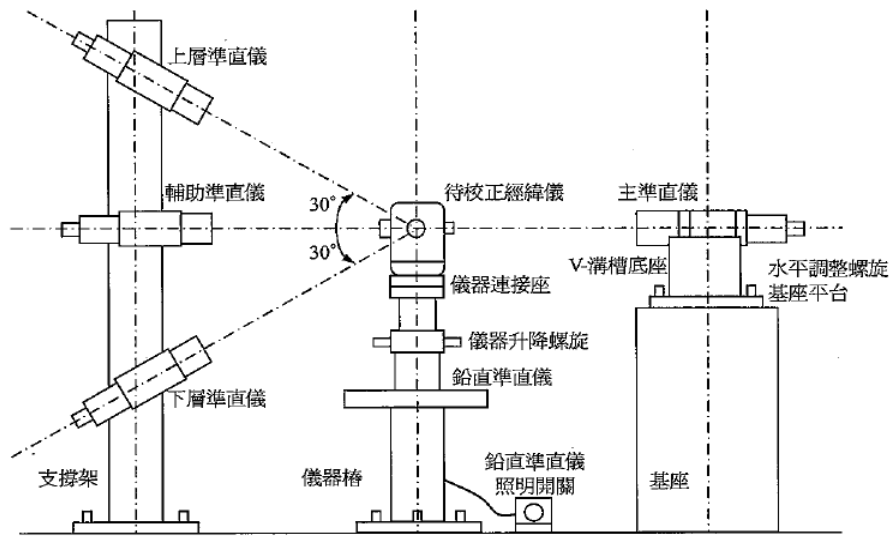 上層準直儀
輔助準直儀
30°
30°
待校正經緯儀
主準直儀
V-溝槽底座
水平調整螺旋
基座平台
儀器連接座
儀器升降螺旋
鉛直準直儀
下層準直儀
支撐架
儀器樁
鉛直準直儀
照明開關
基座